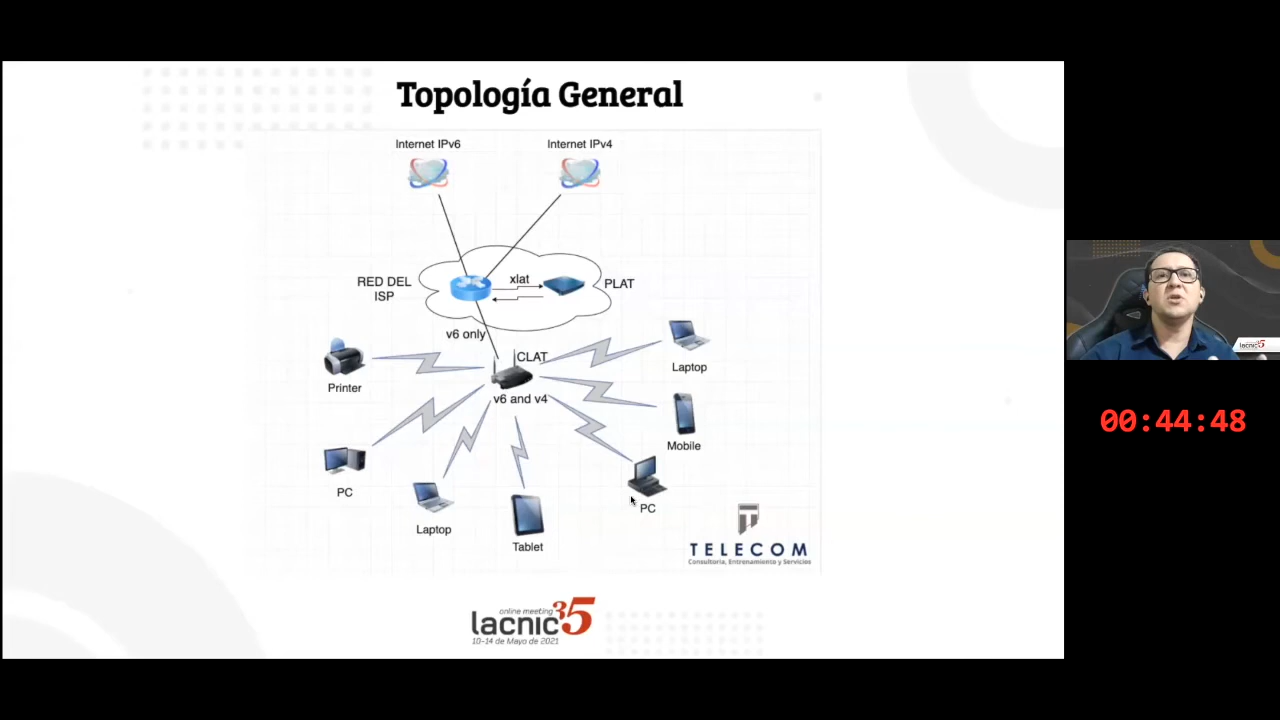 Topología General
Internet IPv6
Internet IPv4
RED DEL
ISP
xlat
PLAT
v6 only
CLAT
v6 and v4
Printer
Laptop
Mobile
PC
PC
Laptop
Tablet
TELECOM
Consultoría, Entrenamiento y Servicios
online meeting
lacnic35
10-14 de Mayo de 2021
lacnic35
00:44:48